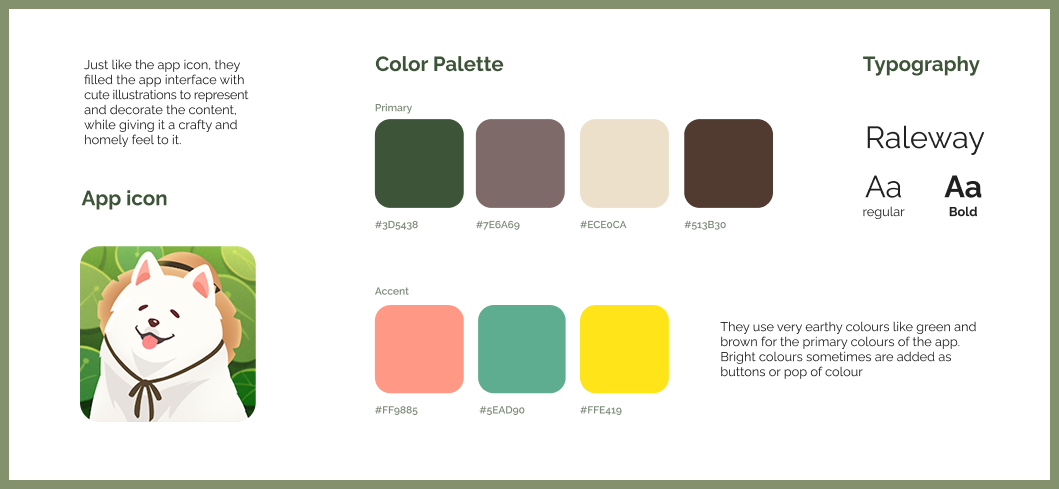 Just like the app icon, they
filled the app interface with
cute illustrations to represent
and decorate the content,
while giving it a crafty and
homely feel to it.
App icon
Color Palette
Primary
#3D5438
#7E6A69
#ECE0CA
#513B30
Accent
#FF9885
#5EAD90
#FFE419
They use very earthy colours like green and
brown for the primary colours of the app.
Bright colours sometimes are added as
buttons or pop of colour
Typography
Raleway
Aa
regular
Aa
Bold